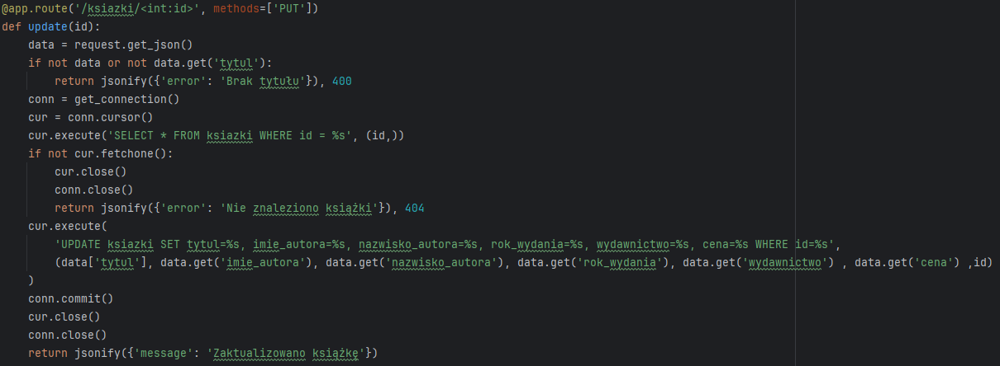 @app.route('/ksiazki/<int:id>', methods=['PUT'])
def update(id):
    data = request.get_json()
    if not data or not data.get('tytul'):
        return jsonify({'error': 'Brak tytułu'}), 400
    conn = get_connection()
    cur = conn.cursor()
    cur.execute('SELECT * FROM ksiazki WHERE id = %s', (id,))
    if not cur.fetchone():
        cur.close()
        conn.close()
        return jsonify({'error': 'Nie znaleziono książki'}), 404
    cur.execute(
        'UPDATE ksiazki SET tytul=%s, imie_autora=%s, nazwisko_autora=%s, rok_wydania=%s, wydawnictwo=%s, cena=%s WHERE id=%s',
        (data['tytul'], data.get('imie_autora'), data.get('nazwisko_autora'), data.get('rok_wydania'), data.get('wydawnictwo') , data.get('cena') ,id)
    )
    conn.commit()
    cur.close()
    conn.close()
    return jsonify({'message': 'Zaktualizowano książkę'})